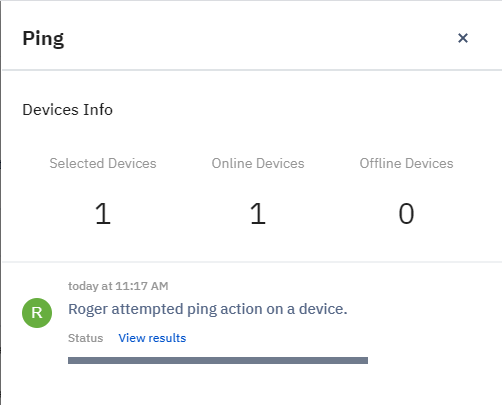 Ping
Devices Info
Selected Devices Online Devices Offline Devices
1 1 0
today at 11:17 AM
R Roger attempted ping action on a device.
Status View results